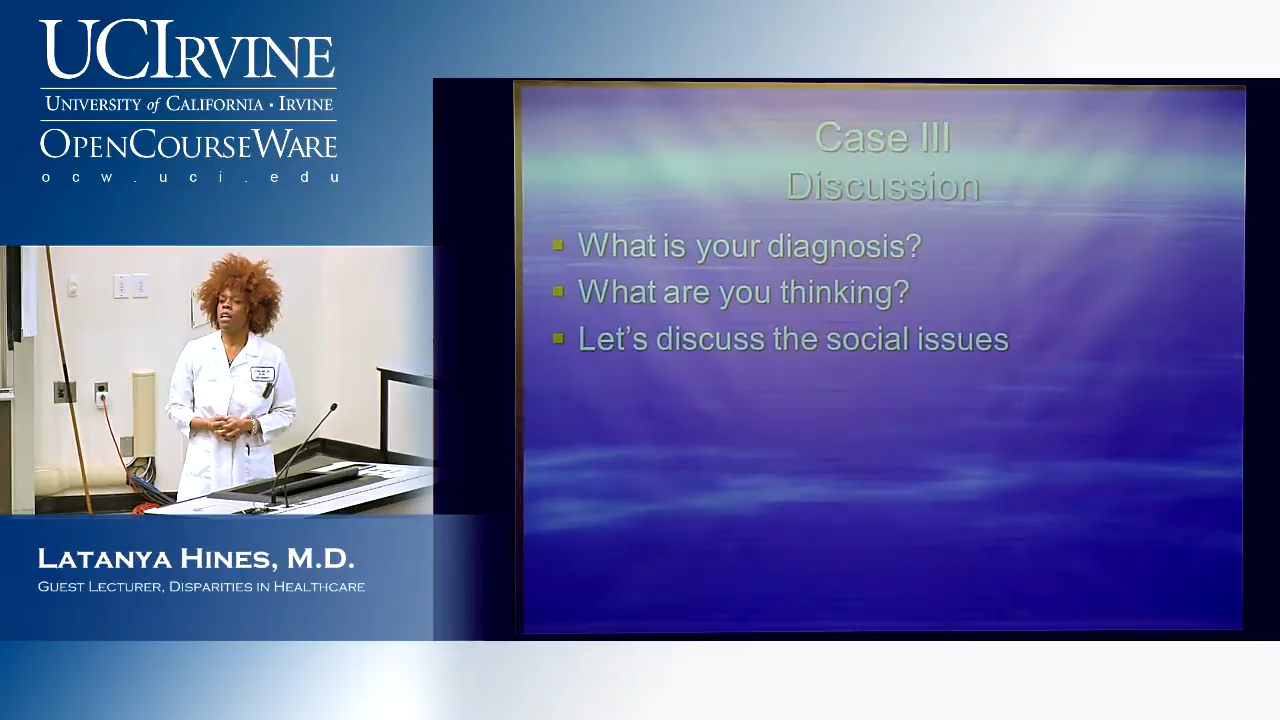 UCIRVINE
UNIVERSITY of CALIFORNIA • IRVINE
OPENCOURSEWARE
ocw.uci.edu
Case III
Discussion
What is your diagnosis?
What are you thinking?
Let's discuss the social issues
LATANYA HINES, M.D.
GUEST LECTURER, DISPARITIES IN HEALTHCARE